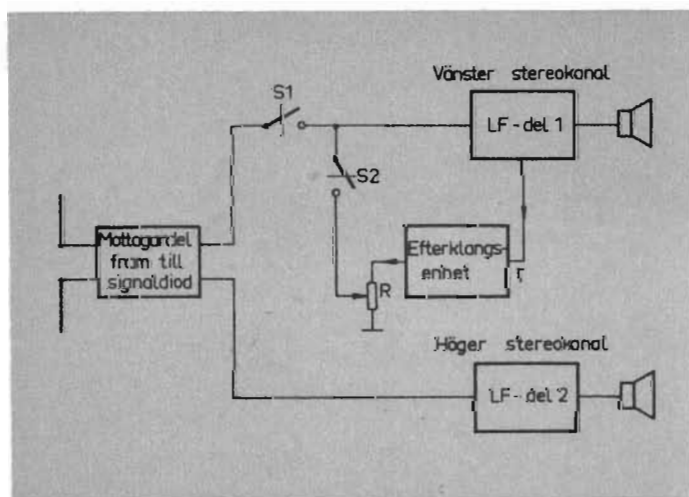 Vänster stereokanal
S1
LF-del 1
S2
Mottagardel
fram till
signaldiod
Efterklangs-
enhet
R
Höger stereokanal
LF-del 2